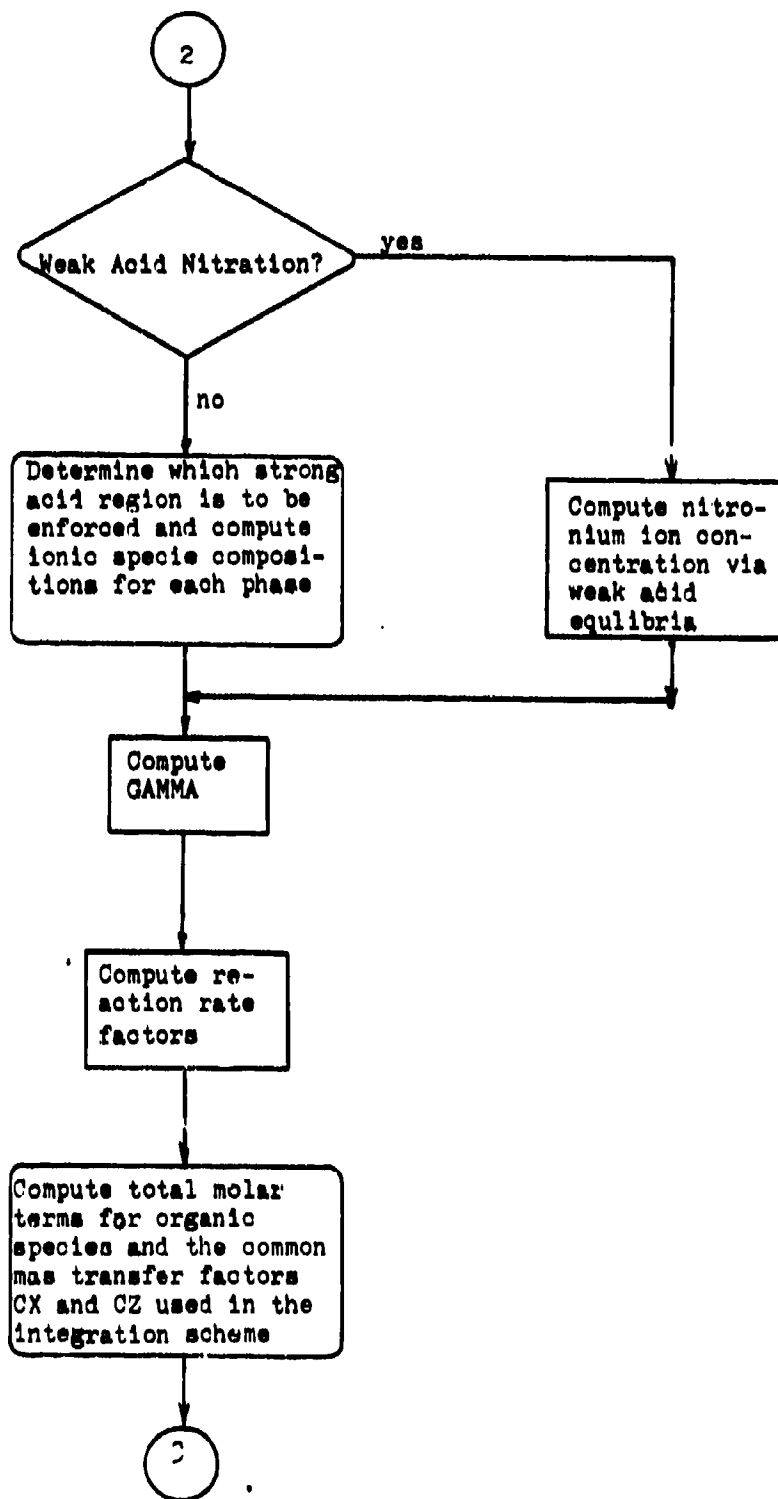 2
Weak Acid Nitration?
yes
no
Determine which strong
acid region is to be
enforced and compute
ionic specie composi-
tions for each phase
Compute nitro-
nium ion con-
centration via
weak acid
equlibria
Compute
GAMMA
Compute re-
action rate
factors
Compute total molar
terms for organic
species and the common
mas transfer factors
CX and CZ used in the
integration scheme